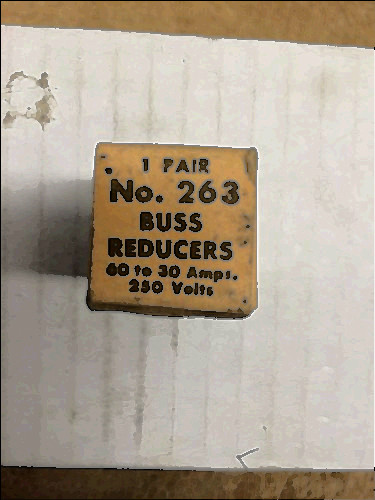 1 PAIR
No. 263
BUSS
REDUCERS
60 to 30 Amps.
250 Volts